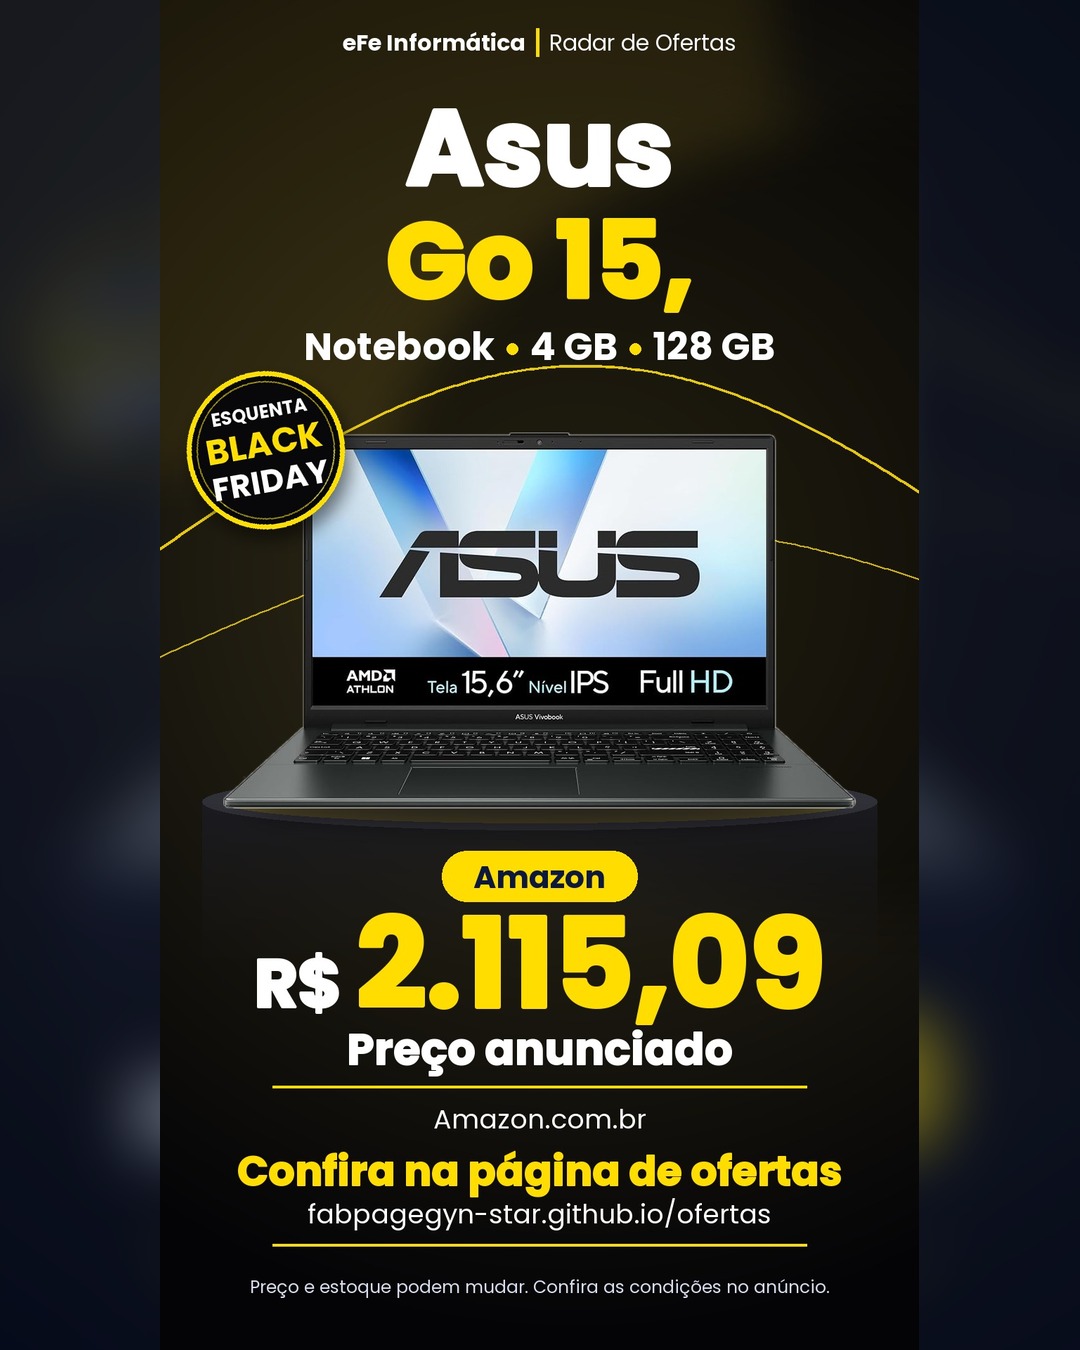 eFe Informática | Radar de Ofertas
Asus
Go 15,
Notebook • 4 GB • 128 GB
ESQUENTA
BLACK
FRIDAY
ASUS
AMD
ATHLON
Tela 15,6” Nível IPS Full HD
ASUS Vivobook
Amazon
R$ 2.115,09
Preço anunciado
Amazon.com.br
Confira na página de ofertas
fabpagegyn-star.github.io/ofertas
Preço e estoque podem mudar. Confira as condições no anúncio.